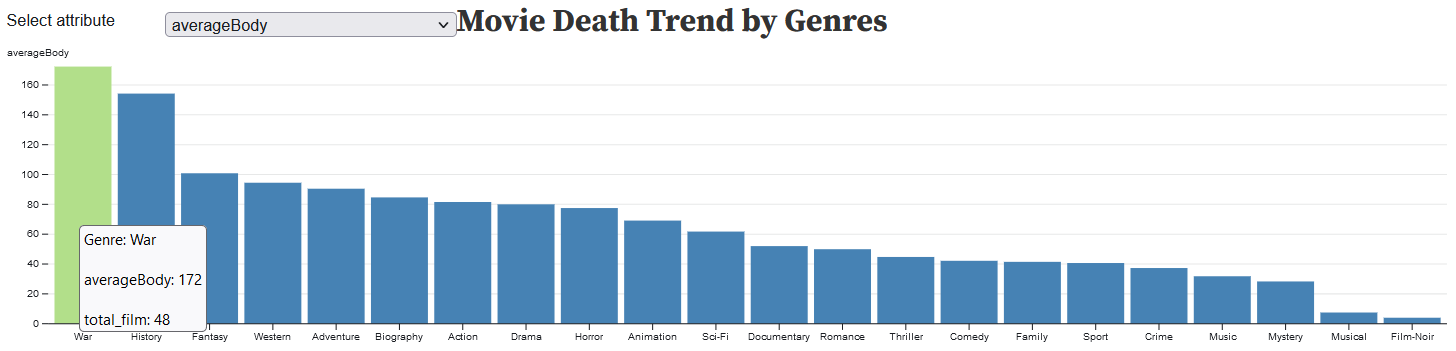 Select attribute
averageBody
Movie Death Trend by Genres
averageBody
160
140
120
100
80
60
40
20
0
Genre: War
averageBody: 172
total_film: 48
War History Fantasy Western Adventure Biography Action Drama Horror Animation Sci-Fi Documentary Romance Thriller Comedy Family Sport Crime Music Mystery Musical Film-Noir